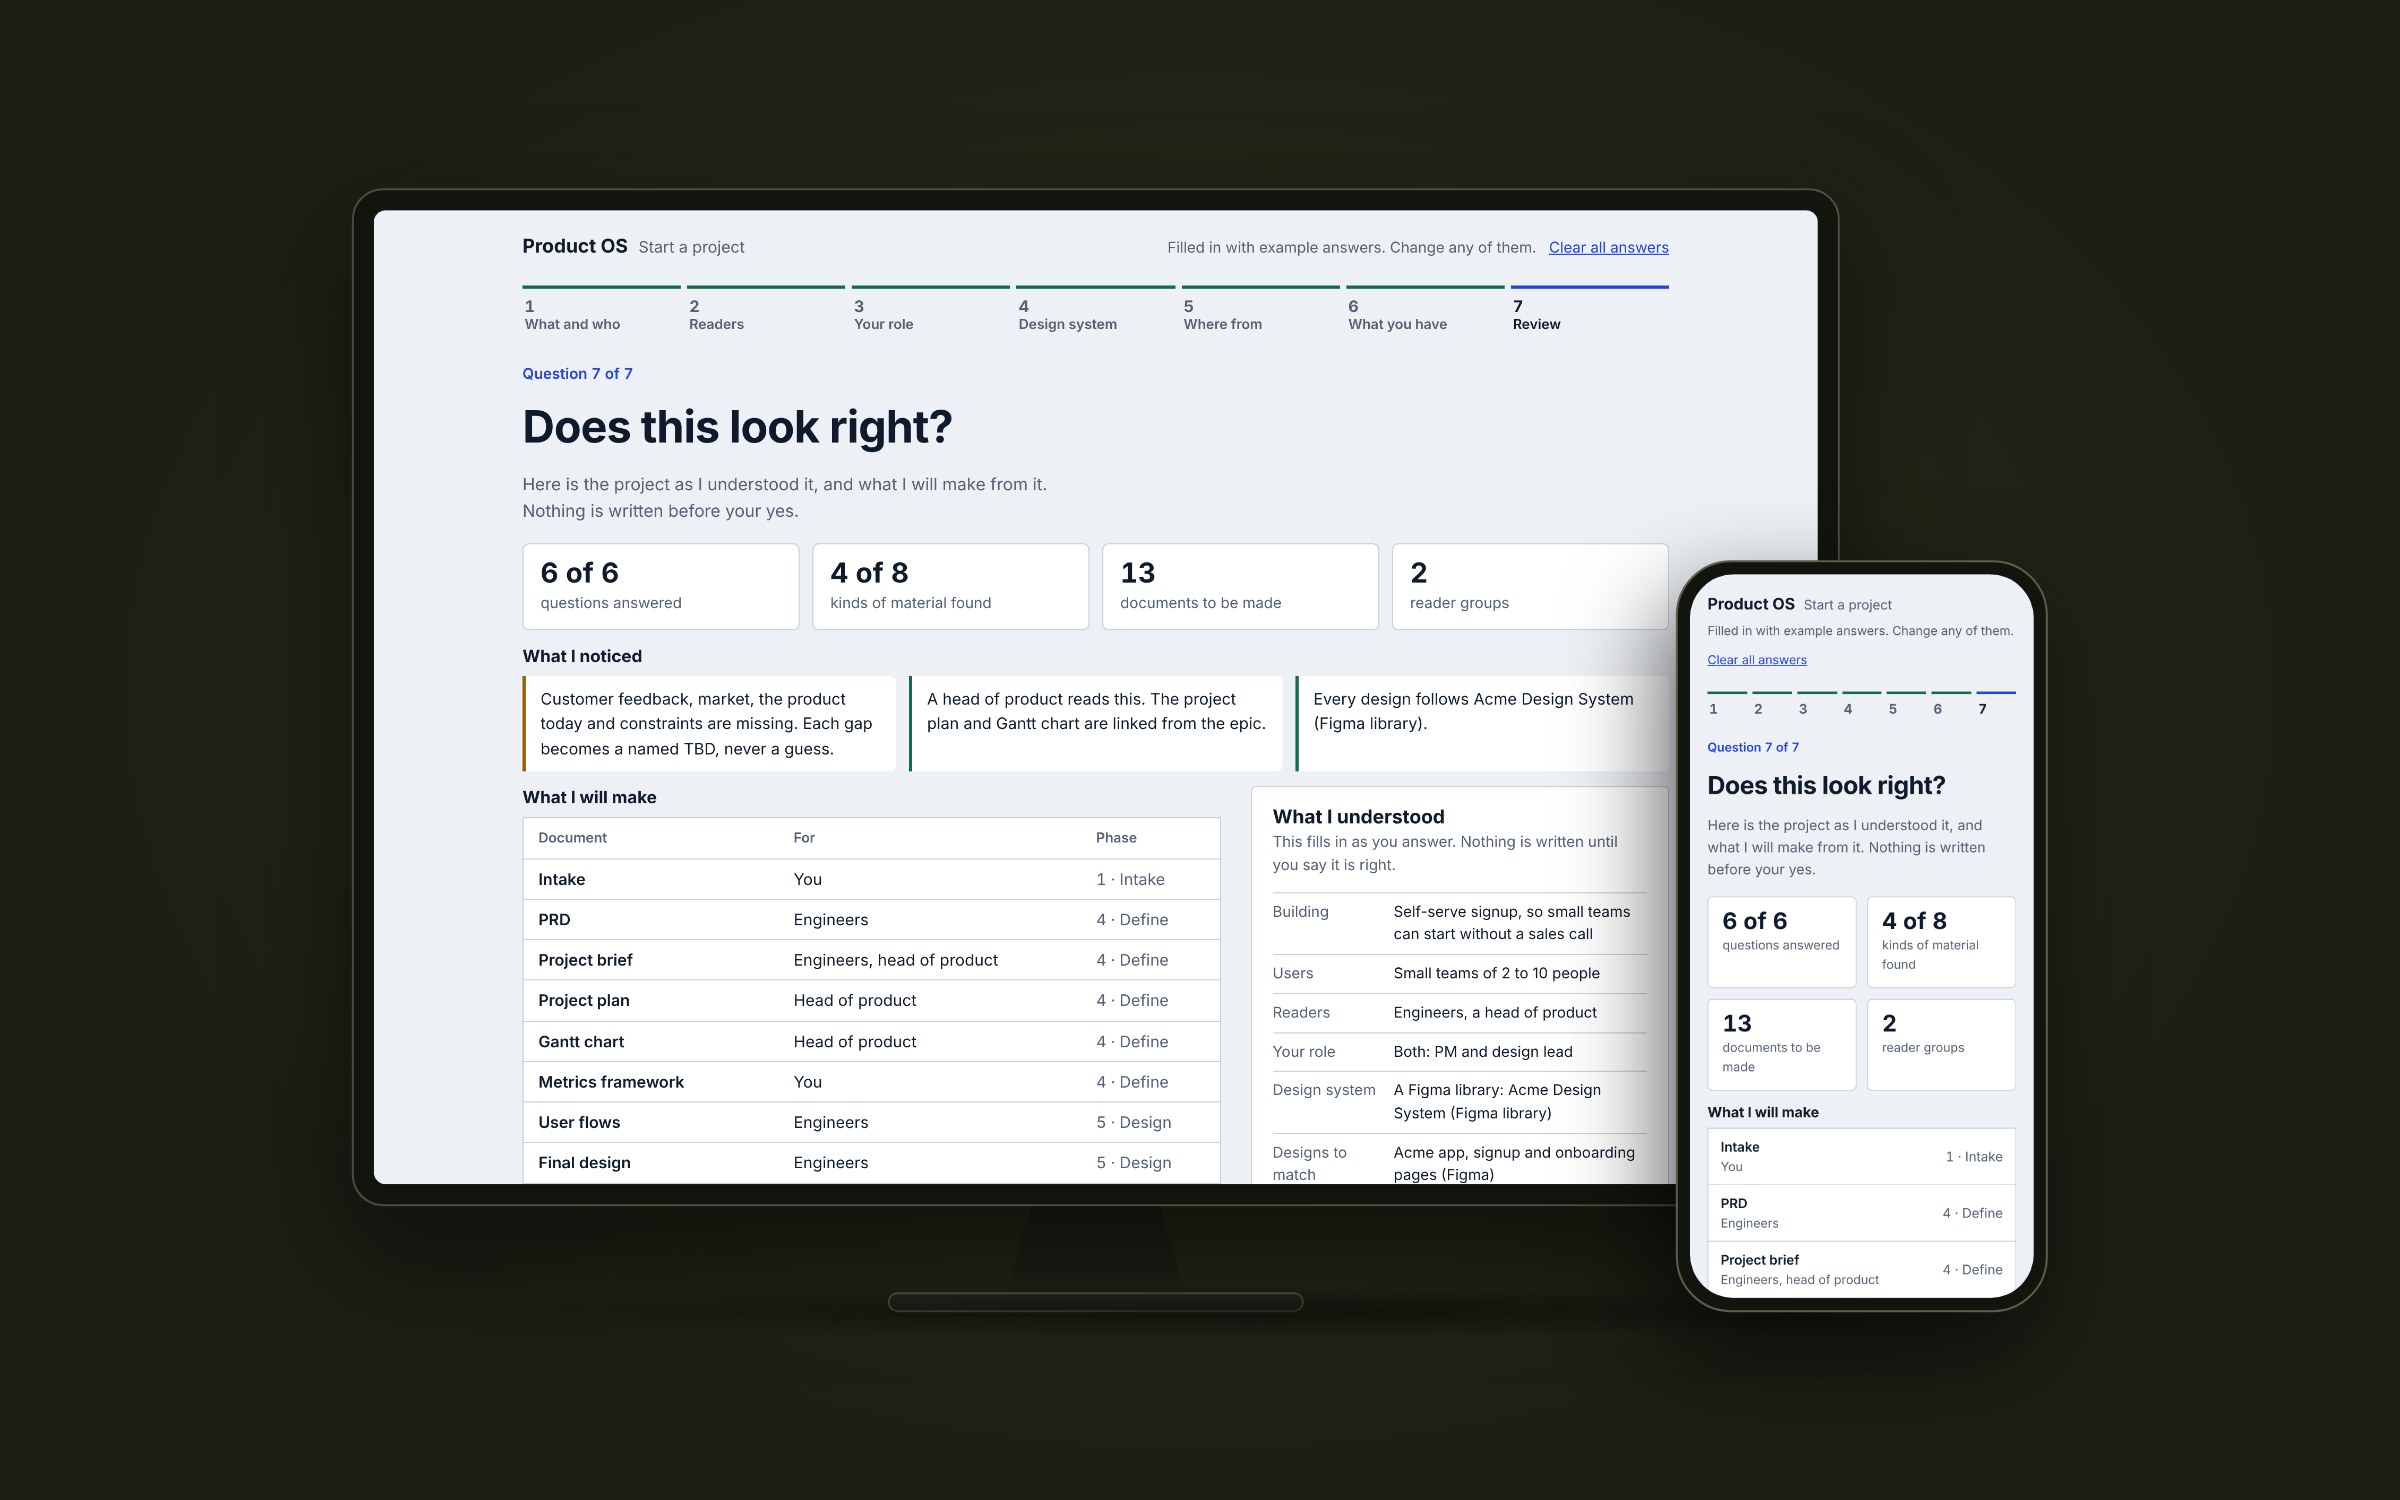 Product OS Start a project
Filled in with example answers. Change any of them. Clear all answers
1 What and who
2 Readers
3 Your role
4 Design system
5 Where from
6 What you have
7 Review
Question 7 of 7
Does this look right?
Here is the project as I understood it, and what I will make from it.
Nothing is written before your yes.
6 of 6
questions answered
4 of 8
kinds of material found
13
documents to be made
2
reader groups
What I noticed
Customer feedback, market, the product
today and constraints are missing. Each gap
becomes a named TBD, never a guess.
A head of product reads this. The project
plan and Gantt chart are linked from the epic.
Every design follows Acme Design System
(Figma library).
What I will make
Document For Phase
Intake You 1 · Intake
PRD Engineers 4 · Define
Project brief Engineers, head of product 4 · Define
Project plan Head of product 4 · Define
Gantt chart Head of product 4 · Define
Metrics framework You 4 · Define
User flows Engineers 5 · Design
Final design Engineers 5 · Design
What I understood
This fills in as you answer. Nothing is written until
you say it is right.
Building Self-serve signup, so small teams
can start without a sales call
Users Small teams of 2 to 10 people
Readers Engineers, a head of product
Your role Both: PM and design lead
Design system A Figma library: Acme Design
System (Figma library)
Designs to Acme app, signup and onboarding
match pages (Figma)
Product OS Start a project
Filled in with example answers. Change any of them.
Clear all answers
1 2 3 4 5 6 7
Question 7 of 7
Does this look right?
Here is the project as I understood it, and
what I will make from it. Nothing is written
before your yes.
6 of 6
questions answered
4 of 8
kinds of material
found
13
documents to be
made
2
reader groups
What I will make
Intake
You
1 · Intake
PRD
Engineers
4 · Define
Project brief
Engineers, head of product
4 · Define